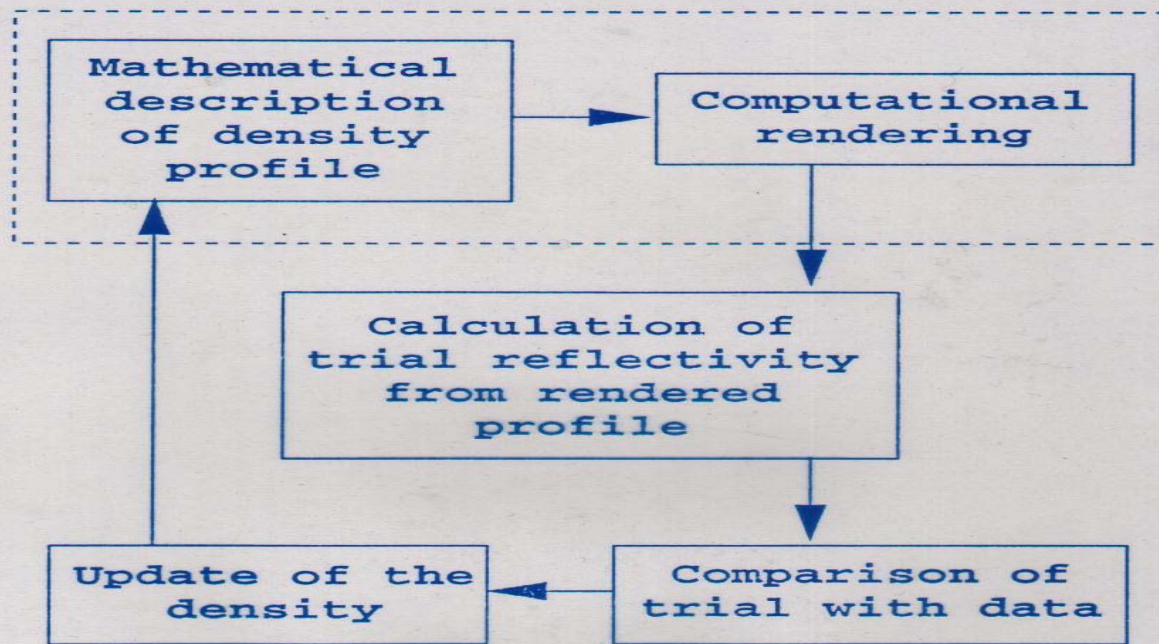 Mathematical
description
of density
profile
Computational
rendering
Calculation of
trial reflectivity
from rendered
profile
Comparison of
trial with data
Update of the
density